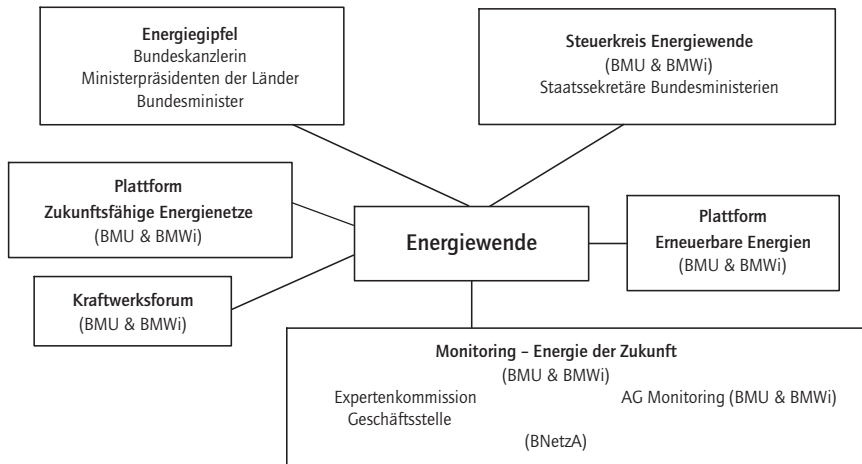 Energiegipfel
Bundeskanzlerin
Ministerpräsidenten der Länder
Bundesminister
Steuerkreis Energiewende
(BMU & BMWi)
Staatssekretäre Bundesministerien
Plattform
Zukunftsfähige Energienetze
(BMU & BMWi)
Energiewende
Plattform
Erneuerbare Energien
(BMU & BMWi)
Kraftwerksforum
(BMU & BMWi)
Monitoring – Energie der Zukunft
(BMU & BMWi)
Expertenkommission AG Monitoring (BMU & BMWi)
Geschäftsstelle
(BNetzA)